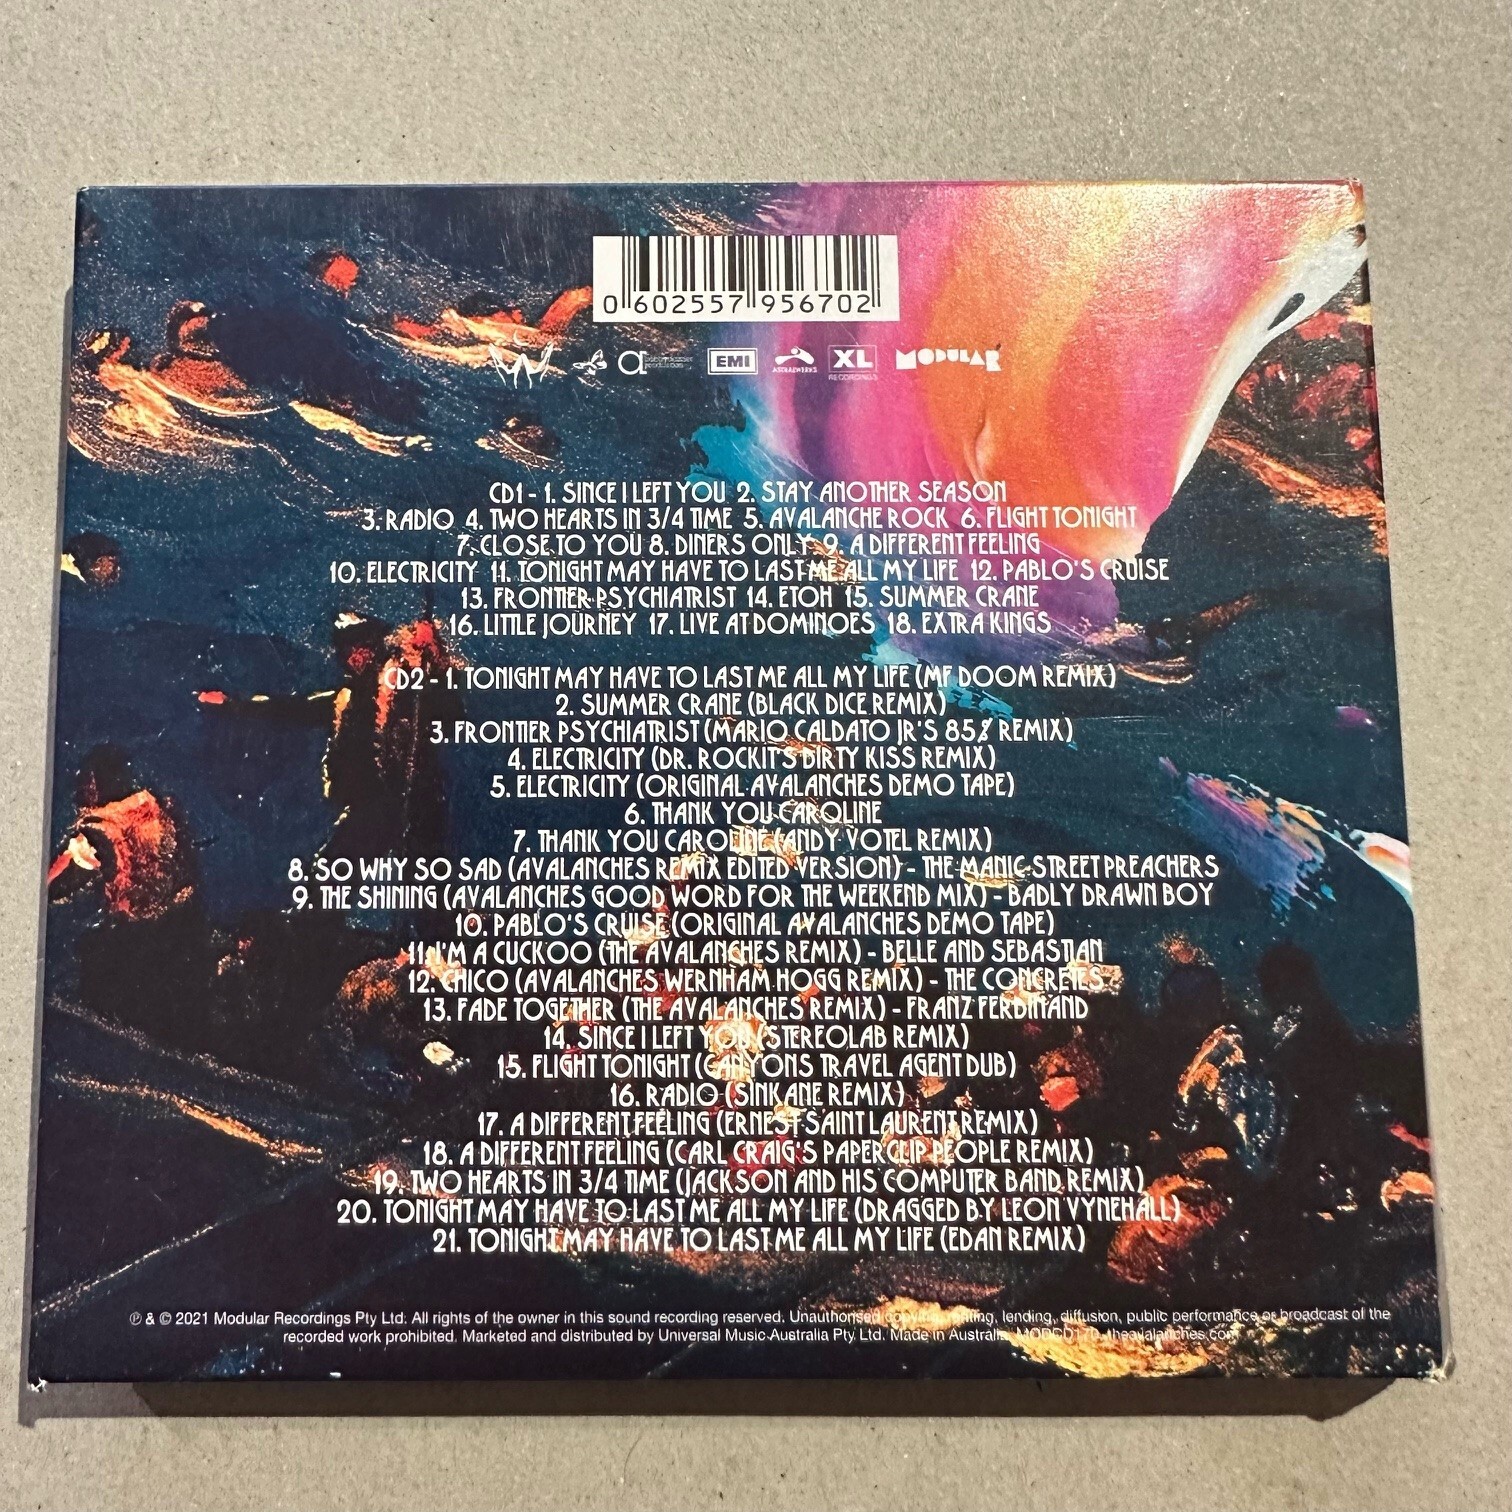 0 602557 956702
EMI
ASTRALWERKS
XL
RECORDINGS
MODULAR
CD1 - 1. SINCE I LEFT YOU 2. STAY ANOTHER SEASON
3. RADIO 4. TWO HEARTS IN 3/4 TIME 5. AVALANCHE ROCK 6. FLIGHT TONIGHT
7. CLOSE TO YOU 8. DINERS ONLY 9. A DIFFERENT FEELING
10. ELECTRICITY 11. TONIGHT MAY HAVE TO LAST ME ALL MY LIFE 12. PABLO'S CRUISE
13. FRONTIER PSYCHIATRIST 14. ETOH 15. SUMMER CRANE
16. LITTLE JOURNEY 17. LIVE AT DOMINOES 18. EXTRA KINGS
CD2 - 1. TONIGHT MAY HAVE TO LAST ME ALL MY LIFE (MF DOOM REMIX)
2. SUMMER CRANE (BLACK DICE REMIX)
3. FRONTIER PSYCHIATRIST (MARIO CALDATO JR'S 85% REMIX)
4. ELECTRICITY (DR. ROCKIT'S DIRTY KISS REMIX)
5. ELECTRICITY (ORIGINAL AVALANCHES DEMO TAPE)
6. THANK YOU CAROLINE
7. THANK YOU CAROLINE (ANDY VOTEL REMIX)
8. SO WHY SO SAD (AVALANCHES REMIX EDITED VERSION) - THE MANIC STREET PREACHERS
9. THE SHINING (AVALANCHES GOOD WORD FOR THE WEEKEND MIX) - BADLY DRAWN BOY
10. PABLO'S CRUISE (ORIGINAL AVALANCHES DEMO TAPE)
11. I'M A CUCKOO (THE AVALANCHES REMIX) - BELLE AND SEBASTIAN
12. CHICO (AVALANCHES WERNHAM HOGG REMIX) - THE CONCRETES
13. FADE TOGETHER (THE AVALANCHES REMIX) - FRANZ FERDINAND
14. SINCE I LEFT YOU (STEREOLAB REMIX)
15. FLIGHT TONIGHT (CANYONS TRAVEL AGENT DUB)
16. RADIO (SINKANE REMIX)
17. A DIFFERENT FEELING (ERNEST SAINT LAURENT REMIX)
18. A DIFFERENT FEELING (CARL CRAIG'S PAPERCLIP PEOPLE REMIX)
19. TWO HEARTS IN 3/4 TIME (JACKSON AND HIS COMPUTER BAND REMIX)
20. TONIGHT MAY HAVE TO LAST ME ALL MY LIFE (DRAGGED BY LEON VYNEHALL)
21. TONIGHT MAY HAVE TO LAST ME ALL MY LIFE (EDAN REMIX)
℗ & © 2021 Modular Recordings Pty Ltd. All rights of the owner in this sound recording reserved. Unauthorised copying, renting, lending, diffusion, public performance or broadcast of the
recorded work prohibited. Marketed and distributed by Universal Music Australia Pty Ltd. Made in Australia. theavalanches.com